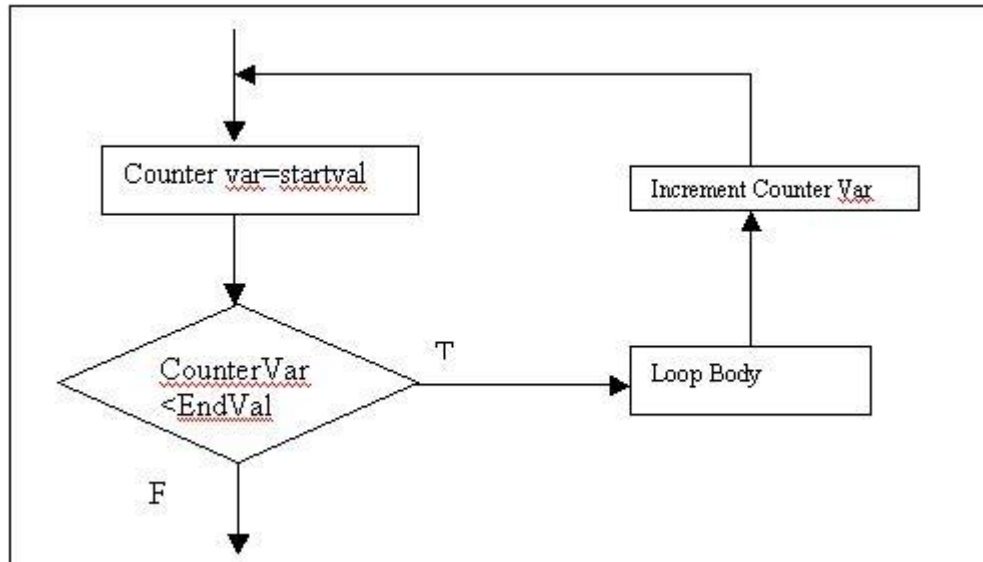 Counter var=startval
Increment Counter Var
CounterVar
<EndVal
T
Loop Body
F